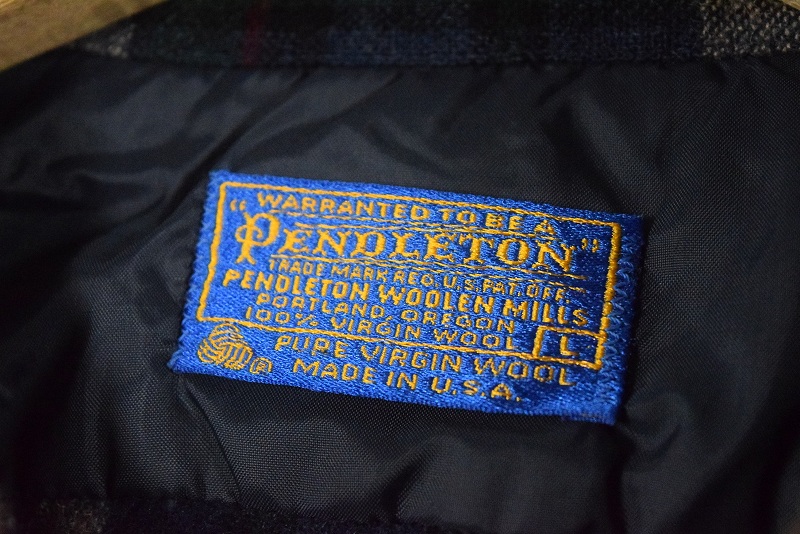 WARRANTED TO BE A
"PENDLETON"
TRADE MARK REG. U.S. PAT. OFF.
PENDLETON WOOLEN MILLS
PORTLAND, OREGON
100% VIRGIN WOOL L
PURE VIRGIN WOOL
MADE IN U.S.A.